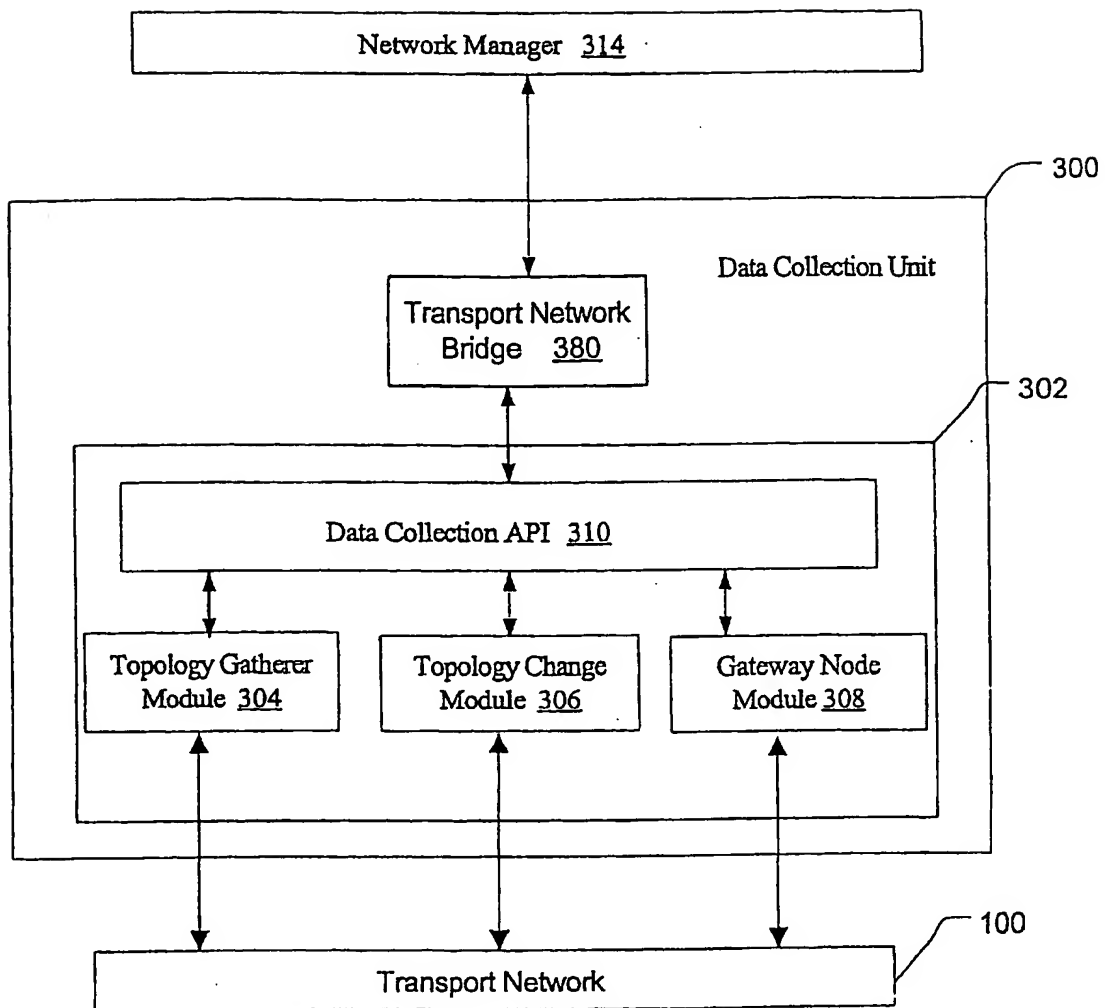 Network Manager 314
300
Data Collection Unit
Transport Network
Bridge 380
302
Data Collection API 310
Topology Gatherer
Module 304
Topology Change
Module 306
Gateway Node
Module 308
100
Transport Network